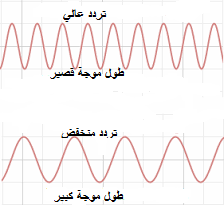 تردد عالي
طول موجة قصير
تردد منخفض
طول موجة كبير